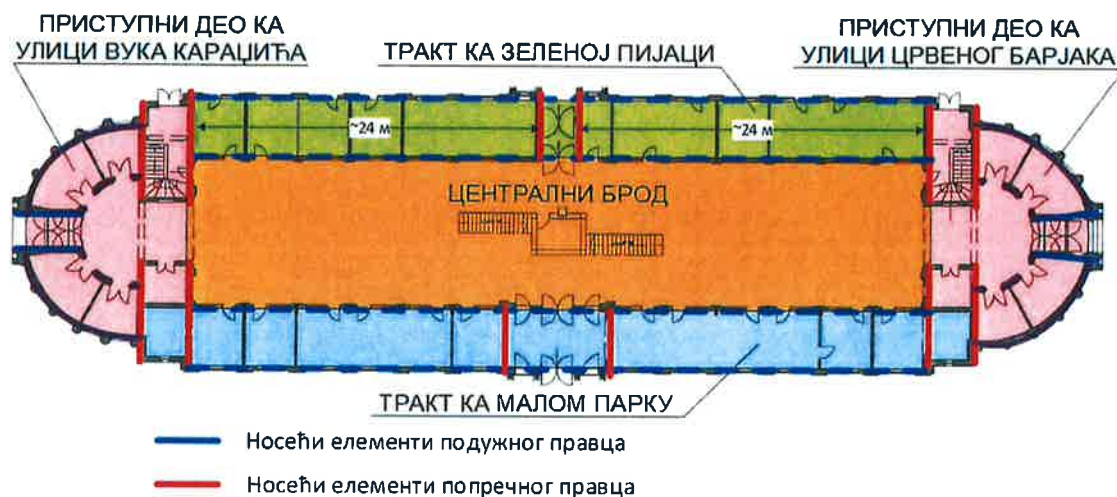 ПРИСТУПНИ ДЕО КА
УЛИЦИ ВУКА КАРАЏИЋА
ТРАКТ КА ЗЕЛЕНОЈ ПИЈАЦИ
ПРИСТУПНИ ДЕО КА
УЛИЦИ ЦРВЕНОГ БАРЈАКА
~24 м
~24 м
ЦЕНТРАЛНИ БРОД
ТРАКТ КА МАЛОМ ПАРКУ
Носећи елементи подужног правца
Носећи елементи попречног правца